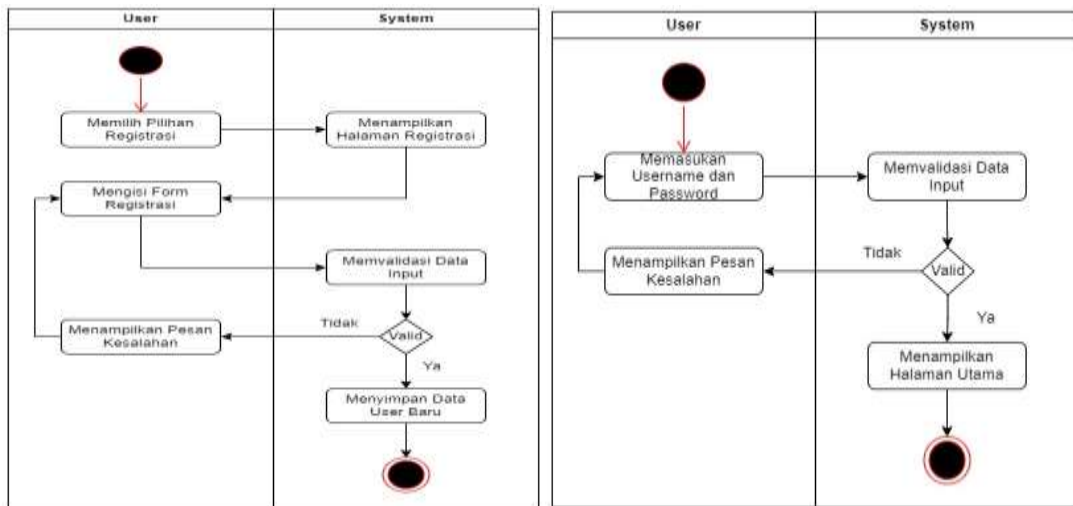 User
System
Memilih Pilihan
Registrasi
Menampilkan
Halaman Registrasi
Mengisi Form
Registrasi
Memvalidasi Data
Input
Valid
Tidak
Menampilkan Pesan
Kesalahan
Ya
Menyimpan Data
User Baru
User
System
Memasukan
Username dan
Password
Memvalidasi Data
Input
Valid
Tidak
Menampilkan Pesan
Kesalahan
Ya
Menampilkan
Halaman Utama